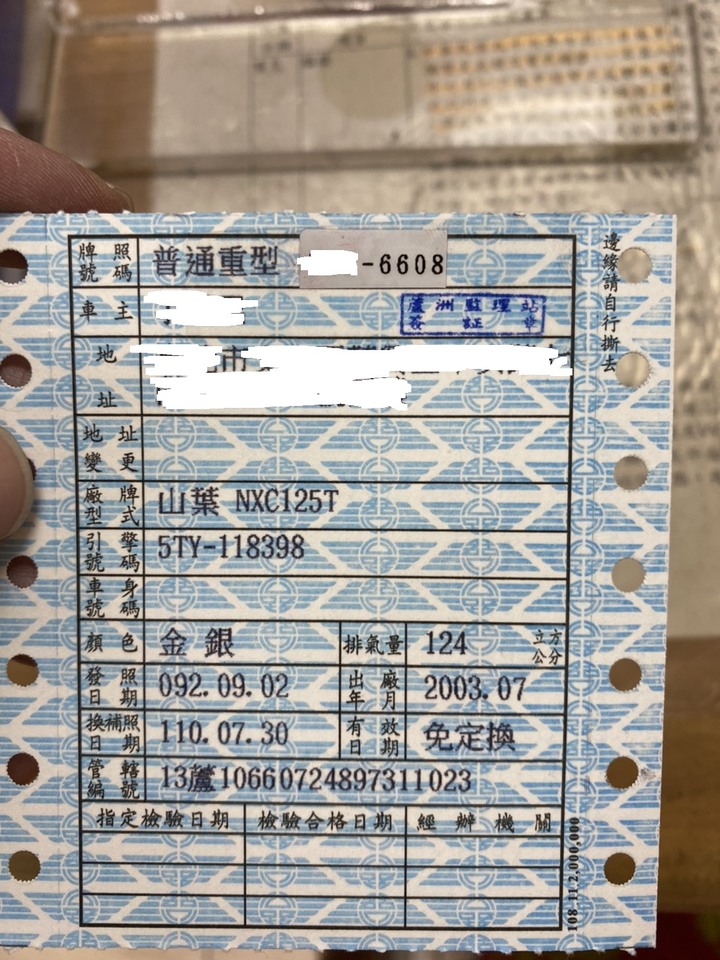 邊緣請自行撕去
牌照號碼 普通重型 -6608
車主
蘆洲監理站
簽証章
地址 市
地址變更
廠牌型式 山葉 NXC125T
引擎號碼 5TY-118398
車身號碼
顏色 金銀 排氣量 124 立方公分
發照日期 092.09.02 出廠年月 2003.07
換補照日期 110.07.30 有效日期 免定換
管轄編號 13蘆10660724897311023
指定檢驗日期 檢驗合格日期 經辦機關
108.11.2,000,000